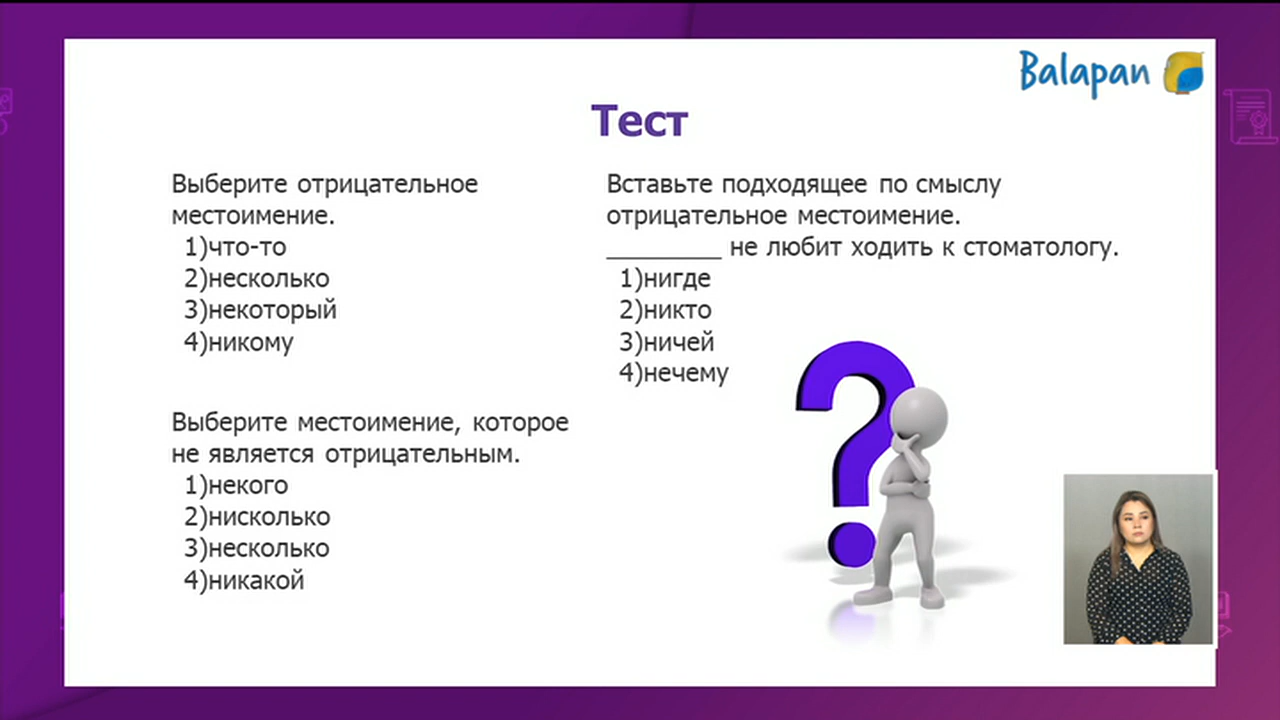 Balapan
Тест
Выберите отрицательное
местоимение.
1)что-то
2)несколько
3)некоторый
4)никому
Выберите местоимение, которое
не является отрицательным.
1)некого
2)нисколько
3)несколько
4)никакой
Вставьте подходящее по смыслу
отрицательное местоимение.
________ не любит ходить к стоматологу.
1)нигде
2)никто
3)ничей
4)нечему